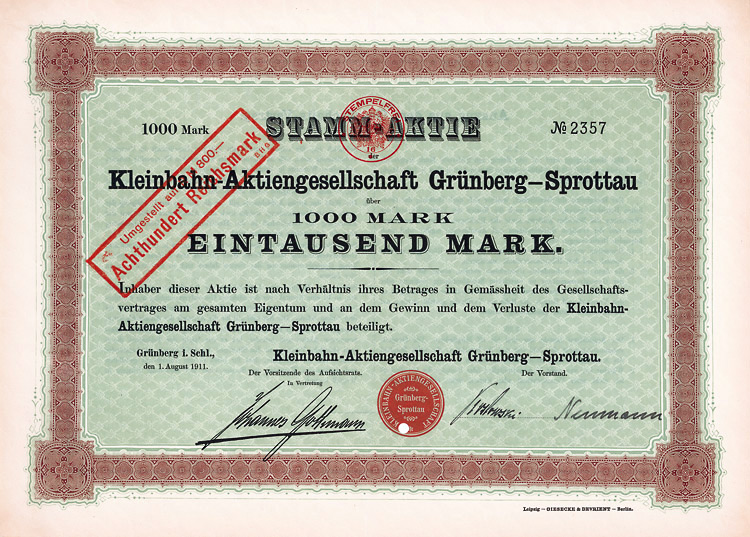 1000 Mark
STAMM-AKTIE
№ 2357
STEMPELFREI
16
der
Kleinbahn-Aktiengesellschaft Grünberg—Sprottau
über
1000 MARK
EINTAUSEND MARK.
Umgestellt auf 800.—
Achthundert Reichsmark
Inhaber dieser Aktie ist nach Verhältnis ihres Betrages in Gemässheit des Gesellschafts-
vertrages am gesamten Eigentum und an dem Gewinn und dem Verluste der Kleinbahn-
Aktiengesellschaft Grünberg—Sprottau beteiligt.
Grünberg i. Schl.,
den 1. August 1911.
Kleinbahn-Aktiengesellschaft Grünberg—Sprottau.
Der Vorsitzende des Aufsichtsrats.
In Vertretung
Der Vorstand.
KLEINBAHN-AKTIENGESELLSCHAFT
Grünberg-
Sprottau
Neumann
Leipzig — GIESECKE & DEVRIENT — Berlin.